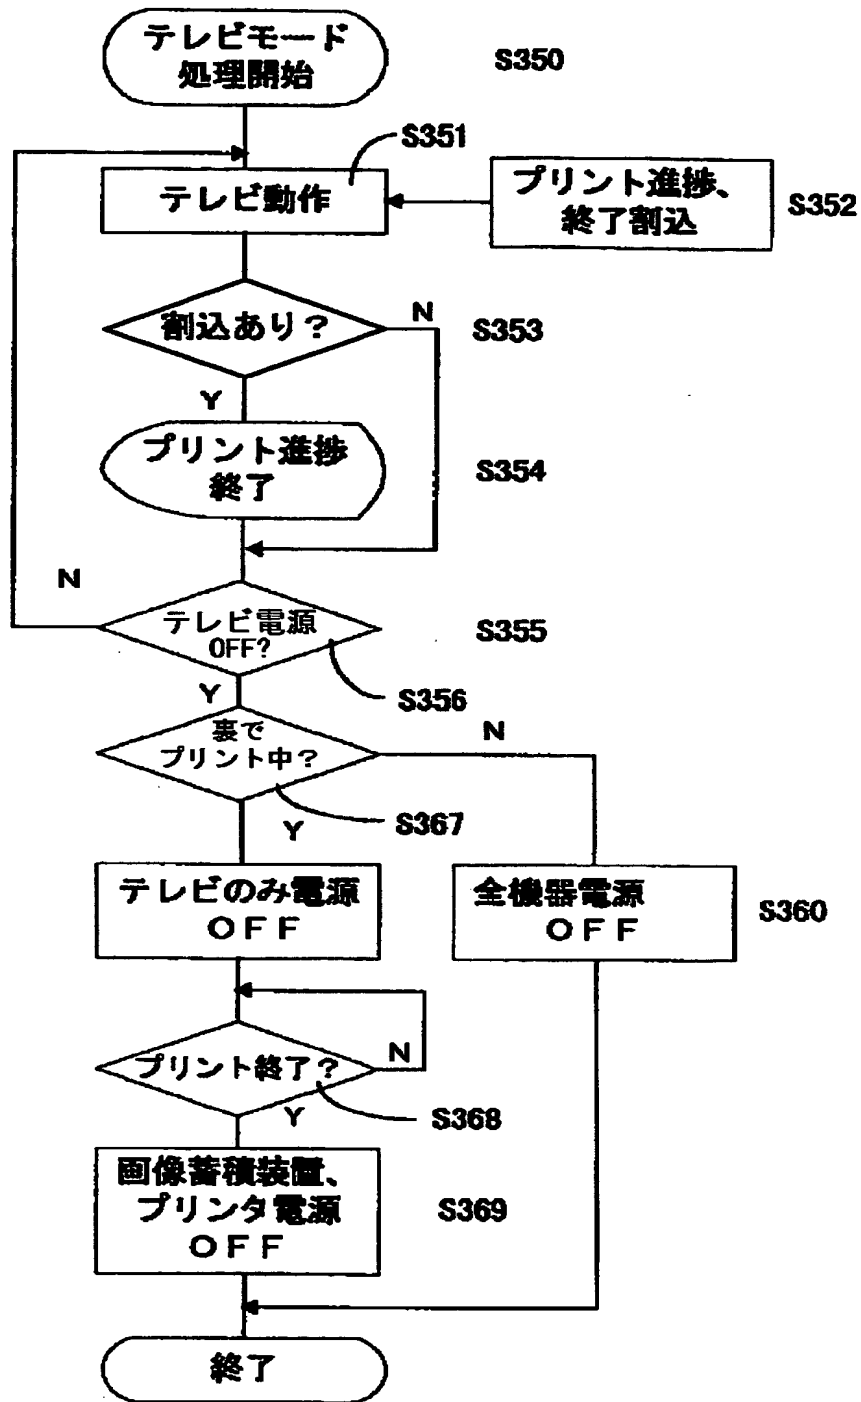 テレビモード
処理開始
S350
S351
テレビ動作
プリント進捗、
終了割込
S352
割込あり？
N
S353
Y
プリント進捗
終了
S354
N
テレビ電源
OFF?
S355
Y
S356
裏で
プリント中？
N
S367
Y
テレビのみ電源
ＯＦＦ
全機器電源
ＯＦＦ
S360
プリント終了？
N
S368
Y
画像蓄積装置、
プリンタ電源
ＯＦＦ
S369
終了